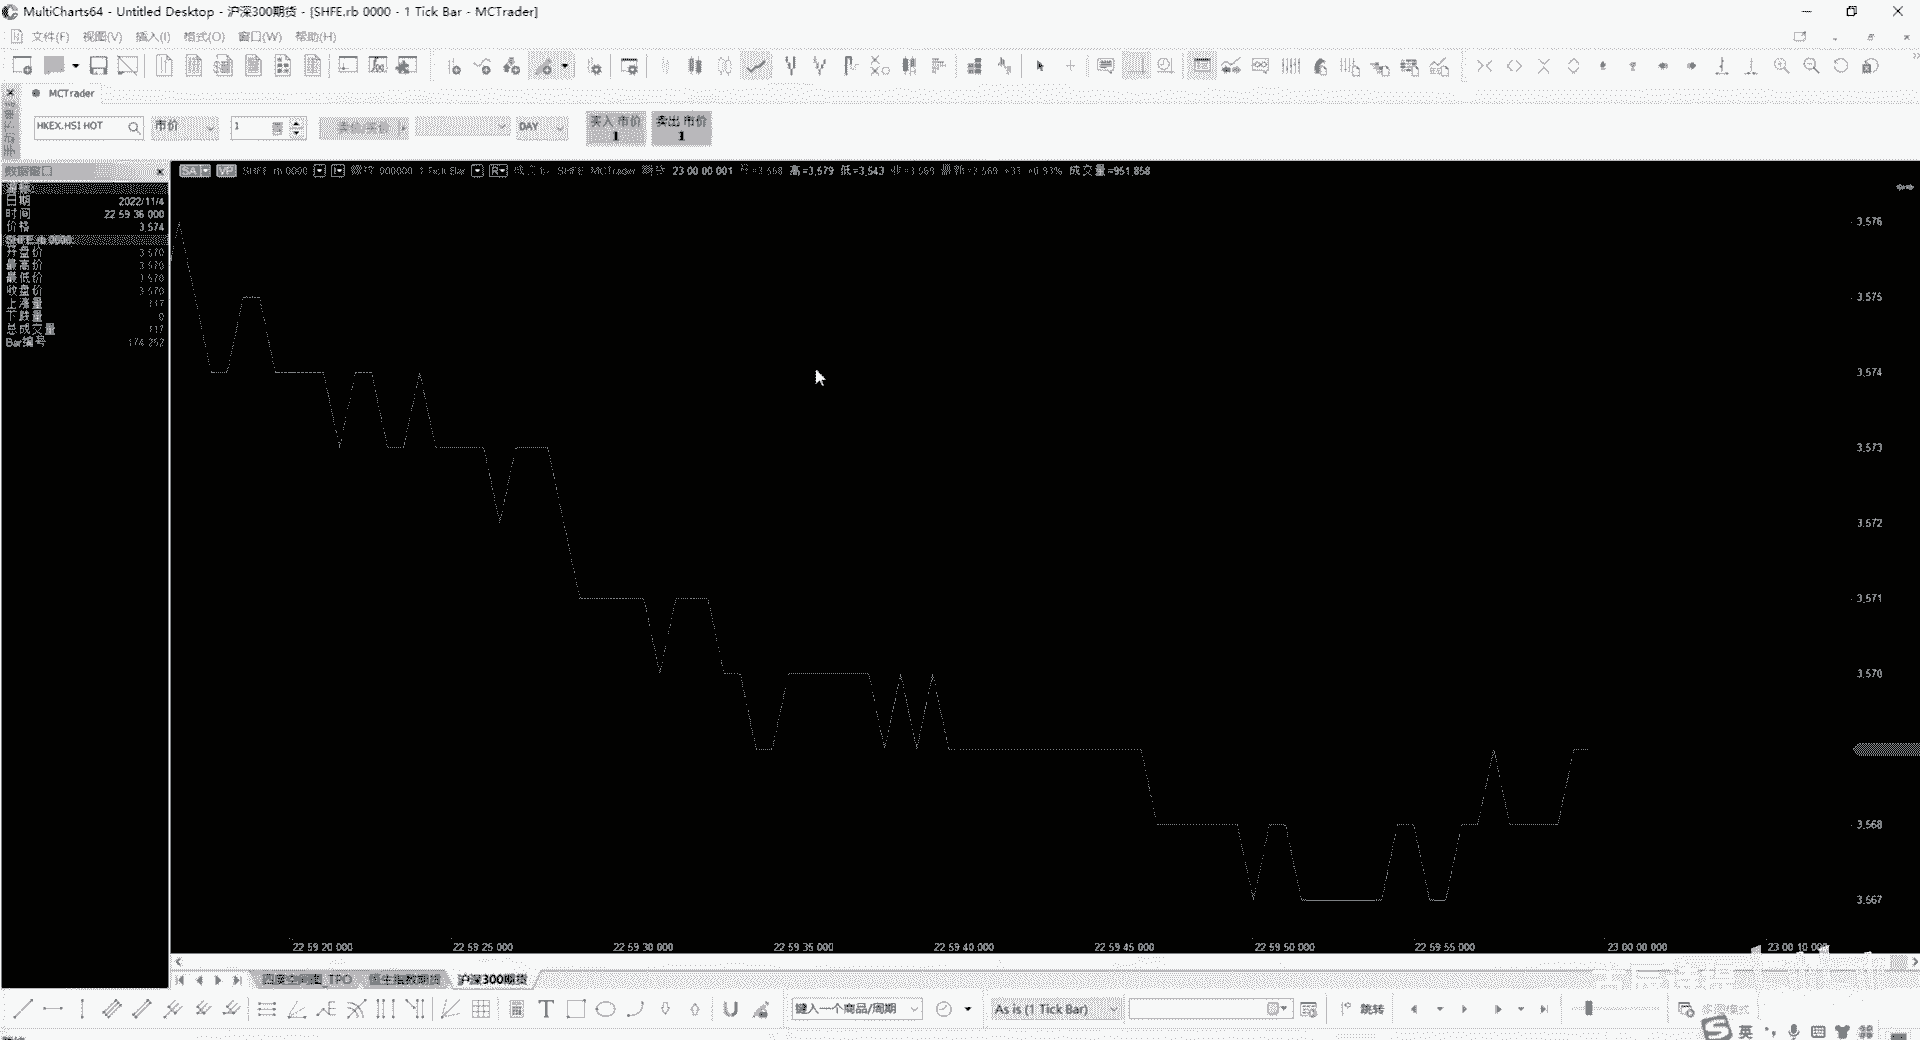 MultiCharts64 - Untitled Desktop - 沪深300期货 - [SHFE.rb 0000 - 1 Tick Bar - MCTrader]
文件(F) 视图(V) 插入(I) 格式(O) 窗口(W) 帮助(H)
MCTrader
HKEX.HSI HOT 市价 1 DAY 买入 市价 1 卖出 市价 1
数据窗口
SA VP SHFE rb 0000 1 Tick Bar R SHFE MCTrader 期货 23 00 00 001 高=3,579 低=3,543 成交量=951,858
日期 2022/11/4
时间 22 59 36 000
价格 3,574
SHFE.rb 0000
开盘价 3 570
最高价 3 570
最低价 3 570
收盘价 3 570
上涨量 117
下跌量 0
总成交量 117
Bar编号 174 252
3,576
3,575
3,574
3,573
3,572
3,571
3,570
3,568
3,567
22 59 20 000 22 59 25 000 22 59 30 000 22 59 35 000 22 59 40 000 22 59 45 000 22 59 50 000 22 59 55 000 23 00 00 000 23 00 10 000
四度空间图_TPO 恒生指数期货 沪深300期货
键入一个商品/周期 As is (1 Tick Bar) 跳转
英